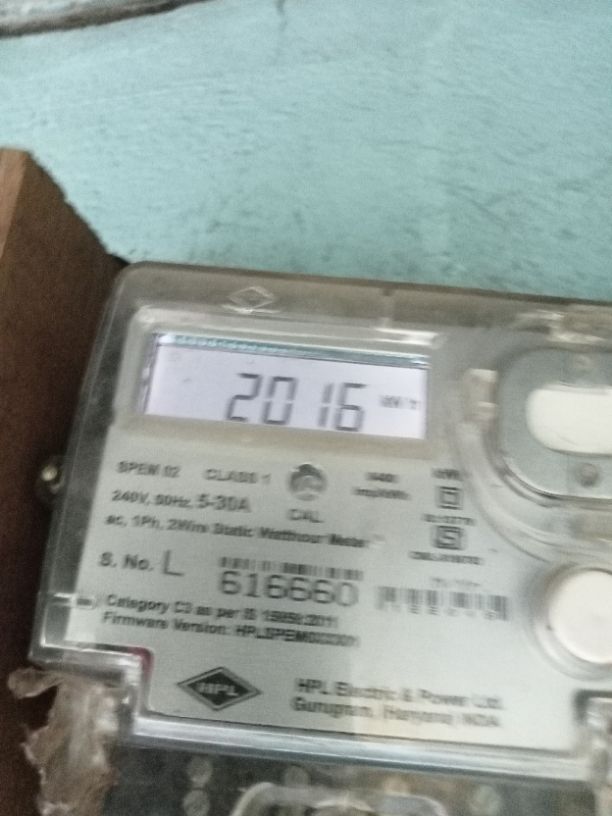 2016 kWh
SPEM 02 CLASS 1
240V, 50Hz, 5-30A CAL
ac, 1Ph, 2Wire Static Watthour Meter
S. No. L 616660
Category C3 as per IS 15959:2011
Firmware Version:
HPL
HPL Electric & Power Ltd.
Gurugram, Haryana, INDIA